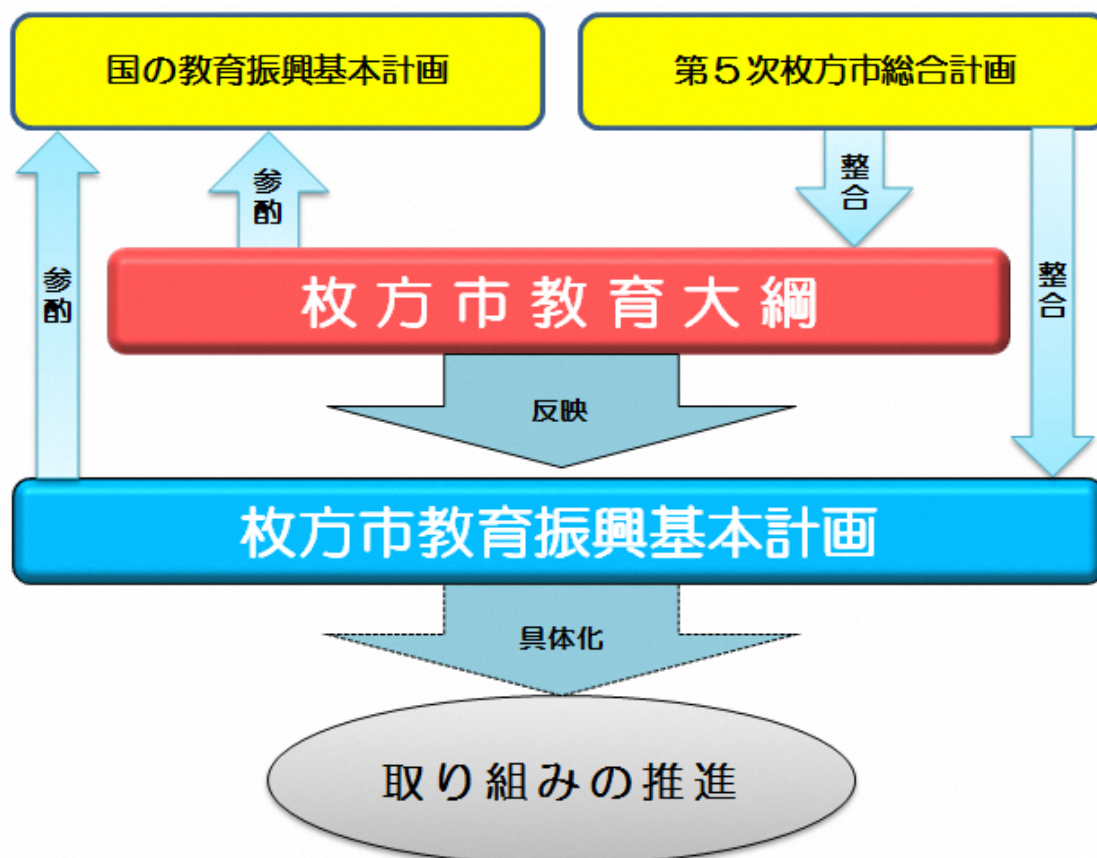 国の教育振興基本計画
第5次枚方市総合計画
参酌
整合
参酌
整合
枚方市教育大綱
反映
枚方市教育振興基本計画
具体化
取り組みの推進